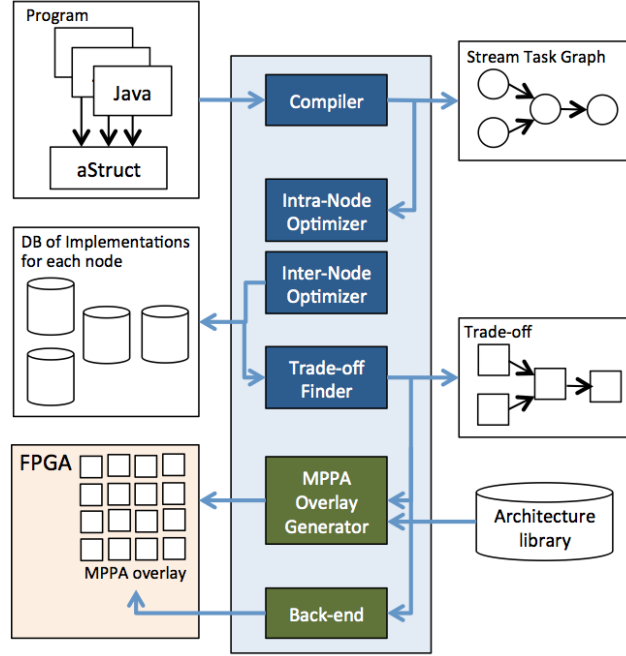 Program
Java
aStruct
Compiler
Stream Task Graph
Intra-Node
Optimizer
DB of Implementations
for each node
Inter-Node
Optimizer
Trade-off
Finder
Trade-off
FPGA
MPPA overlay
MPPA
Overlay
Generator
Architecture
library
Back-end